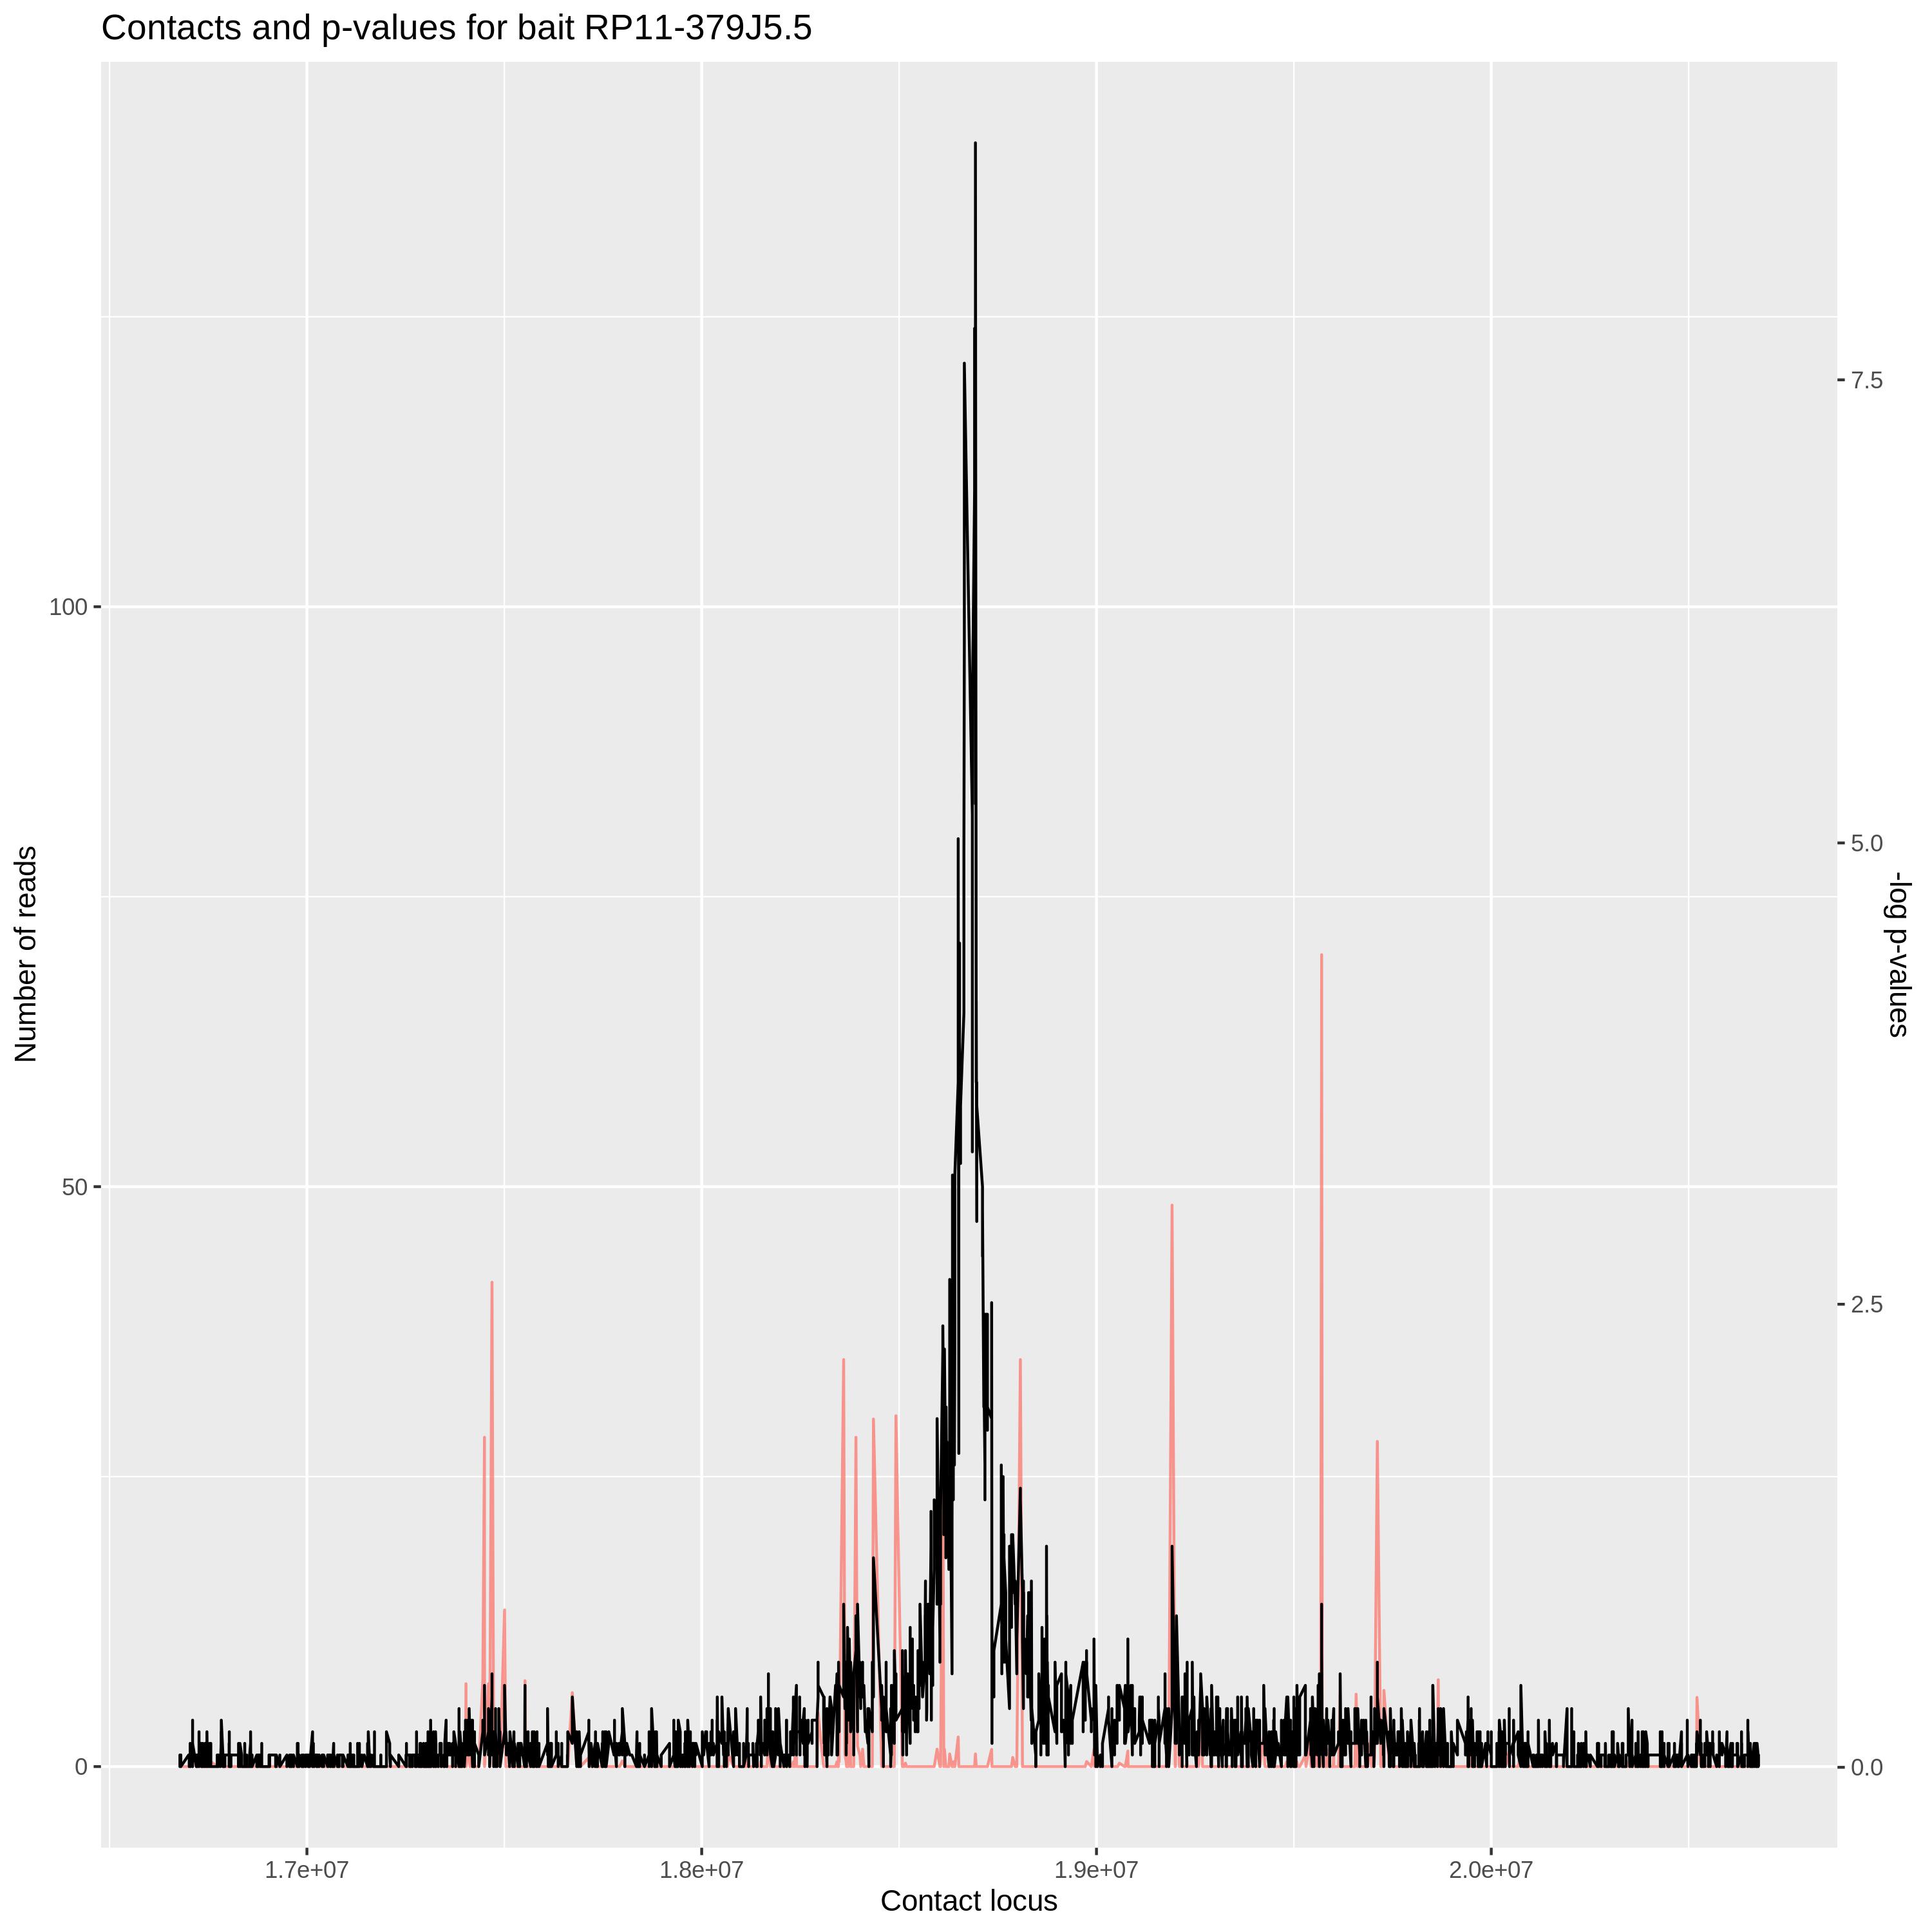 Contacts and p-values for bait RP11-379J5.5
Number of reads
100
50
0
7.5
5.0
2.5
0.0
-log p-values
1.7e+07
1.8e+07
1.9e+07
2.0e+07
Contact locus